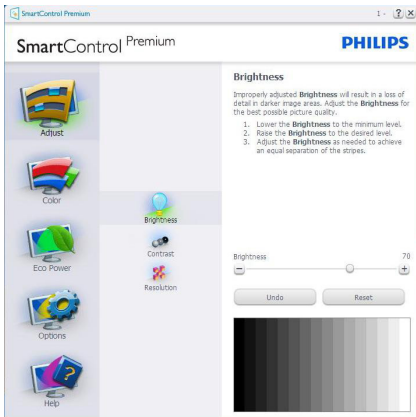 SmartControl Premium
1 - ? X
SmartControl Premium
PHILIPS
Adjust
Color
Eco Power
Options
Help
Brightness
Contrast
Resolution
Brightness
Improperly adjusted Brightness will result in a loss of
detail in darker image areas. Adjust the Brightness for
the best possible picture quality.
1. Lower the Brightness to the minimum level.
2. Raise the Brightness to the desired level.
3. Adjust the Brightness as needed to achieve
an equal separation of the stripes.
Brightness 70
Undo Reset